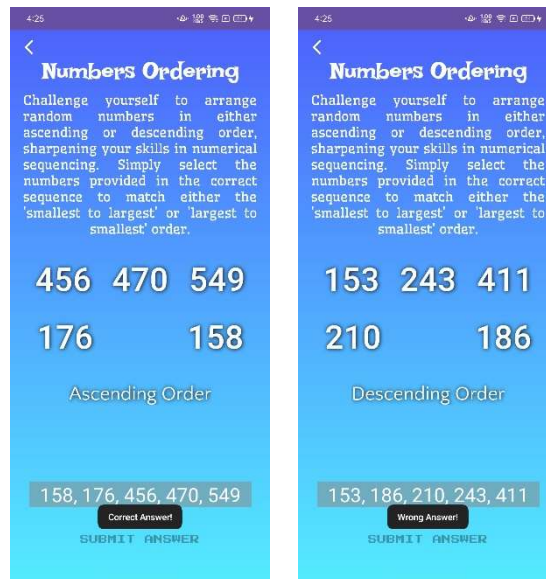 4:25
Numbers Ordering
Challenge yourself to arrange
random numbers in either
ascending or descending order,
sharpening your skills in numerical
sequencing. Simply select the
numbers provided in the correct
sequence to match either the
'smallest to largest' or 'largest to
smallest' order.
456 470 549
176 158
Ascending Order
158, 176, 456, 470, 549
Correct Answer!
SUBMIT ANSWER
4:25
Numbers Ordering
Challenge yourself to arrange
random numbers in either
ascending or descending order,
sharpening your skills in numerical
sequencing. Simply select the
numbers provided in the correct
sequence to match either the
'smallest to largest' or 'largest to
smallest' order.
153 243 411
210 186
Descending Order
153, 186, 210, 243, 411
Wrong Answer!
SUBMIT ANSWER